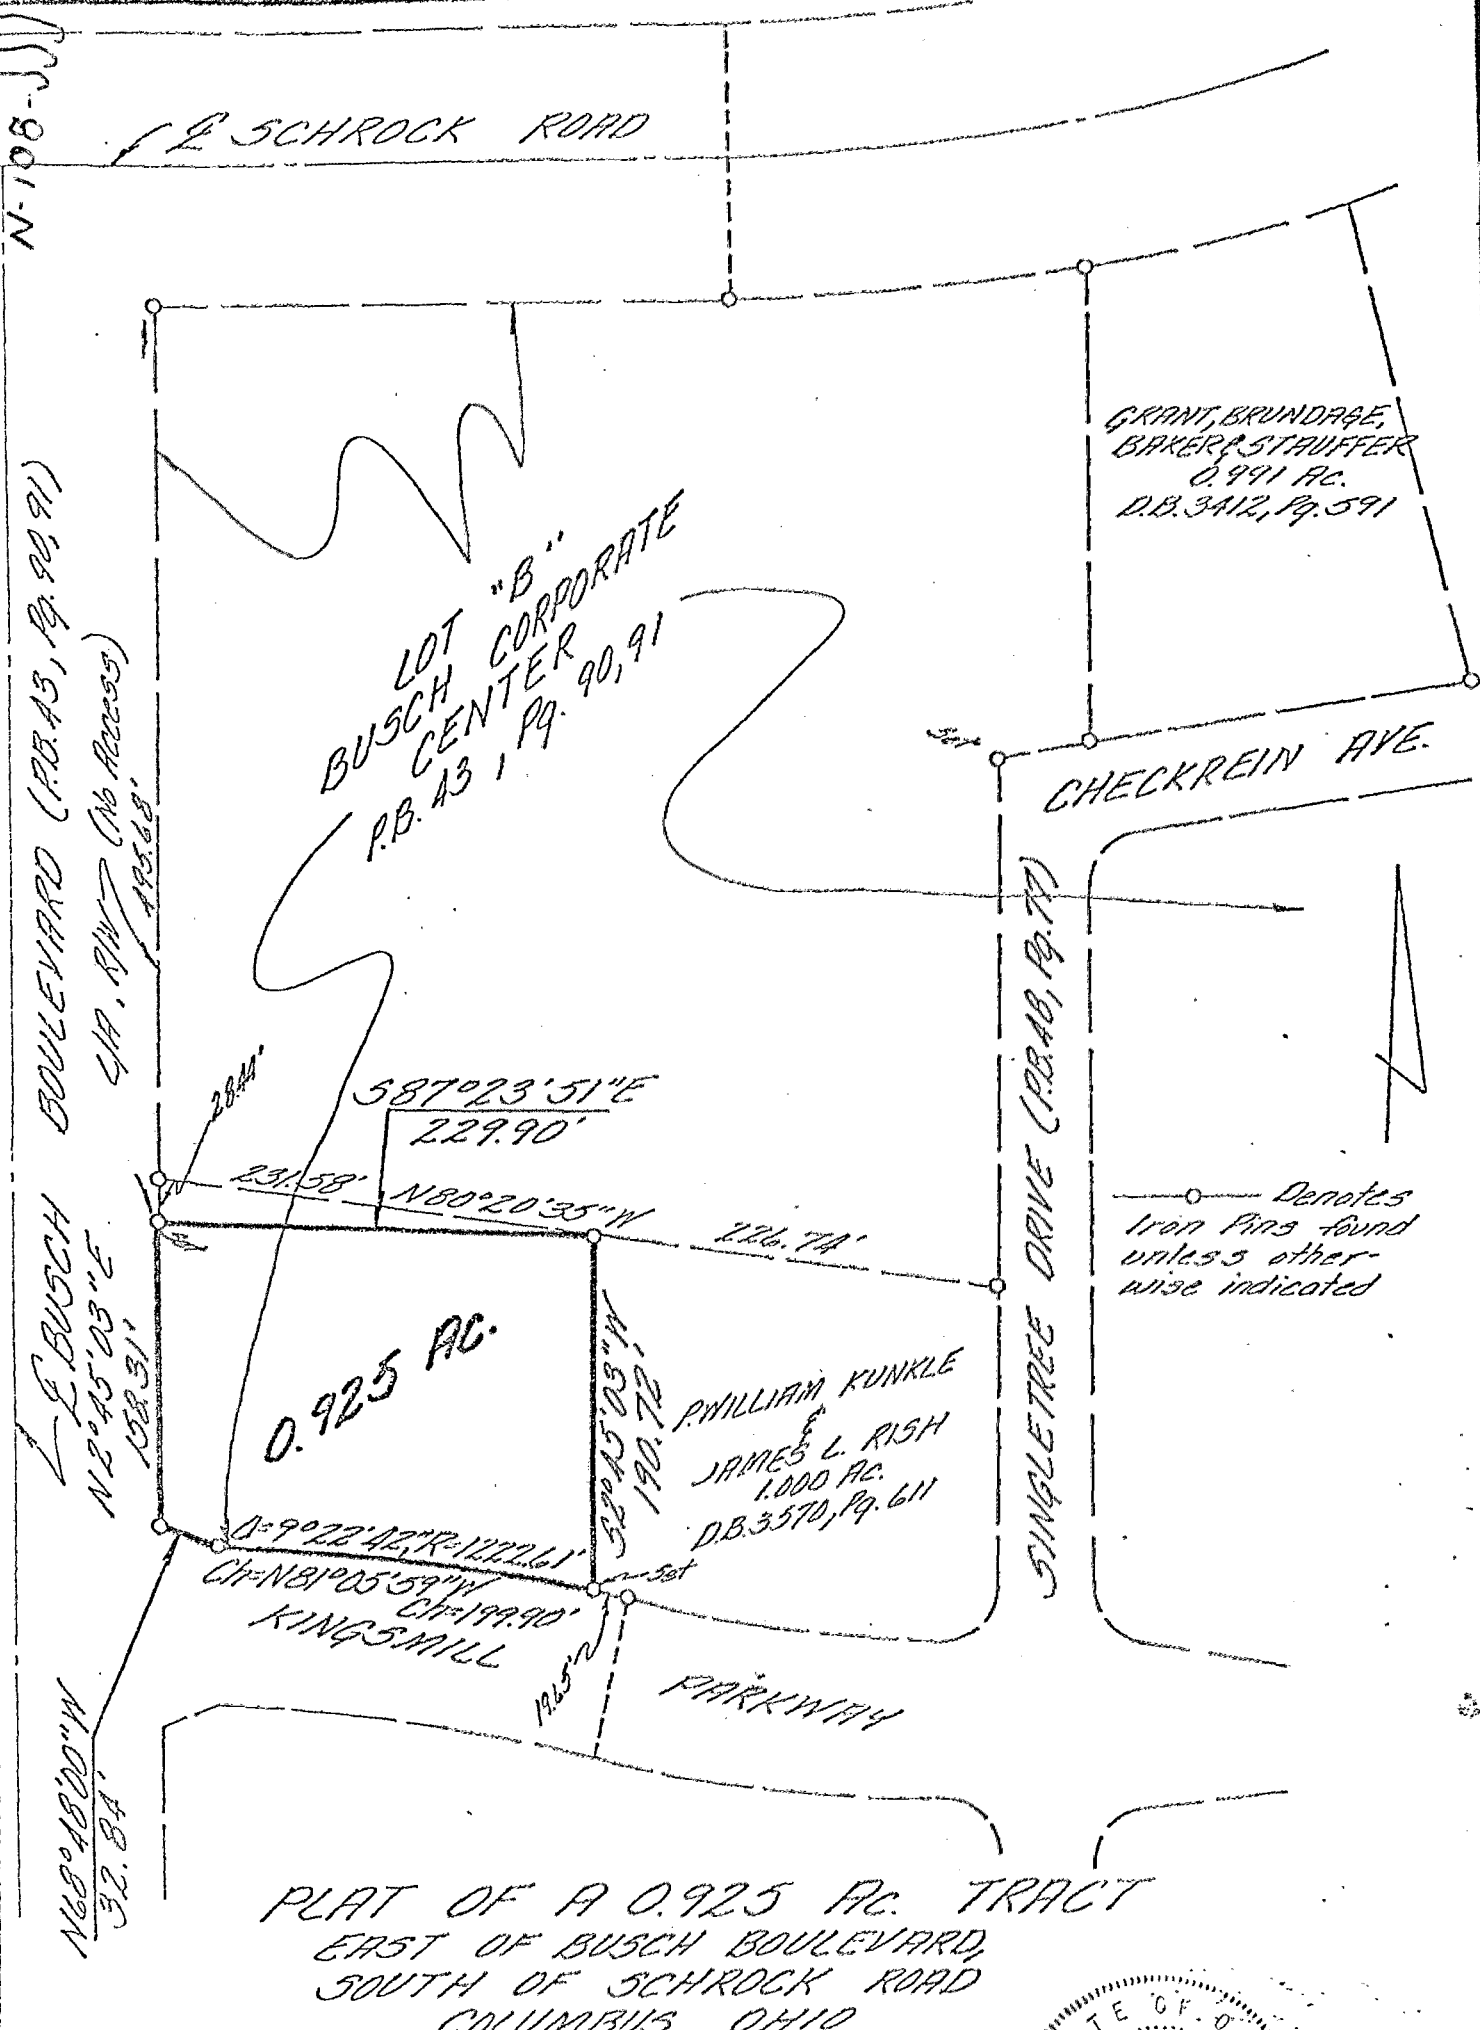 N-106-JJJ
℄ SCHROCK ROAD
GRANT, BRUNDAGE,
BAKER & STAUFFER
0.991 Ac.
D.B. 3412, Pg. 591
LOT "B"
BUSCH CORPORATE
CENTER
P.B. 43, Pg. 90, 91
℄ BUSCH BOULEVARD (P.B. 43, Pg. 90, 91)
L/A, R/W (No Access)
495.68'
CHECKREIN AVE.
SINGLETREE DRIVE (P.B. 48, Pg. 77)
28.44'
S87°23'51"E
229.90'
231.58' N80°20'35"W 226.74'
Denotes
Iron Pins found
unless other-
wise indicated
N2°45'03"E
158.31'
0.925 AC.
S2°45'03"W
190.72'
P. WILLIAM KUNKLE
&
JAMES L. RISH
1.000 Ac.
D.B. 3570, Pg. 611
Set
Δ=9°22'42", R=1222.61'
Ch=N81°05'59"W
Ch=199.90'
19.65'
KINGSMILL PARKWAY
N68°48'00"W
32.84'
PLAT OF A 0.925 Ac. TRACT
EAST OF BUSCH BOULEVARD,
SOUTH OF SCHROCK ROAD
COLUMBUS, OHIO
TE OF O